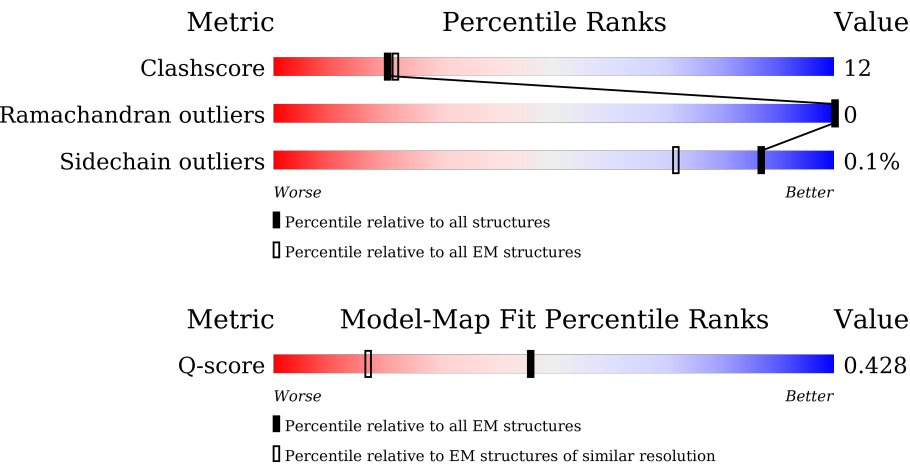 Metric Percentile Ranks Value
Clashscore 12
Ramachandran outliers 0
Sidechain outliers 0.1%
Worse Better
Percentile relative to all structures
Percentile relative to all EM structures
Metric Model-Map Fit Percentile Ranks Value
Q-score 0.428
Worse Better
Percentile relative to all EM structures
Percentile relative to EM structures of similar resolution